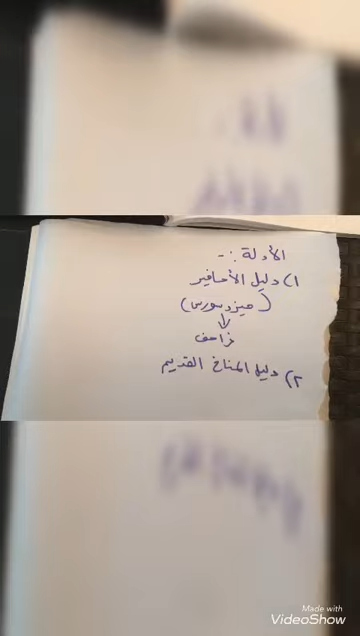 الأدلة :-
١) دليل الأحافير
(ميزوسورس)
↓
زاحف
٢) دليل المناخ القديم
Made with
VideoShow